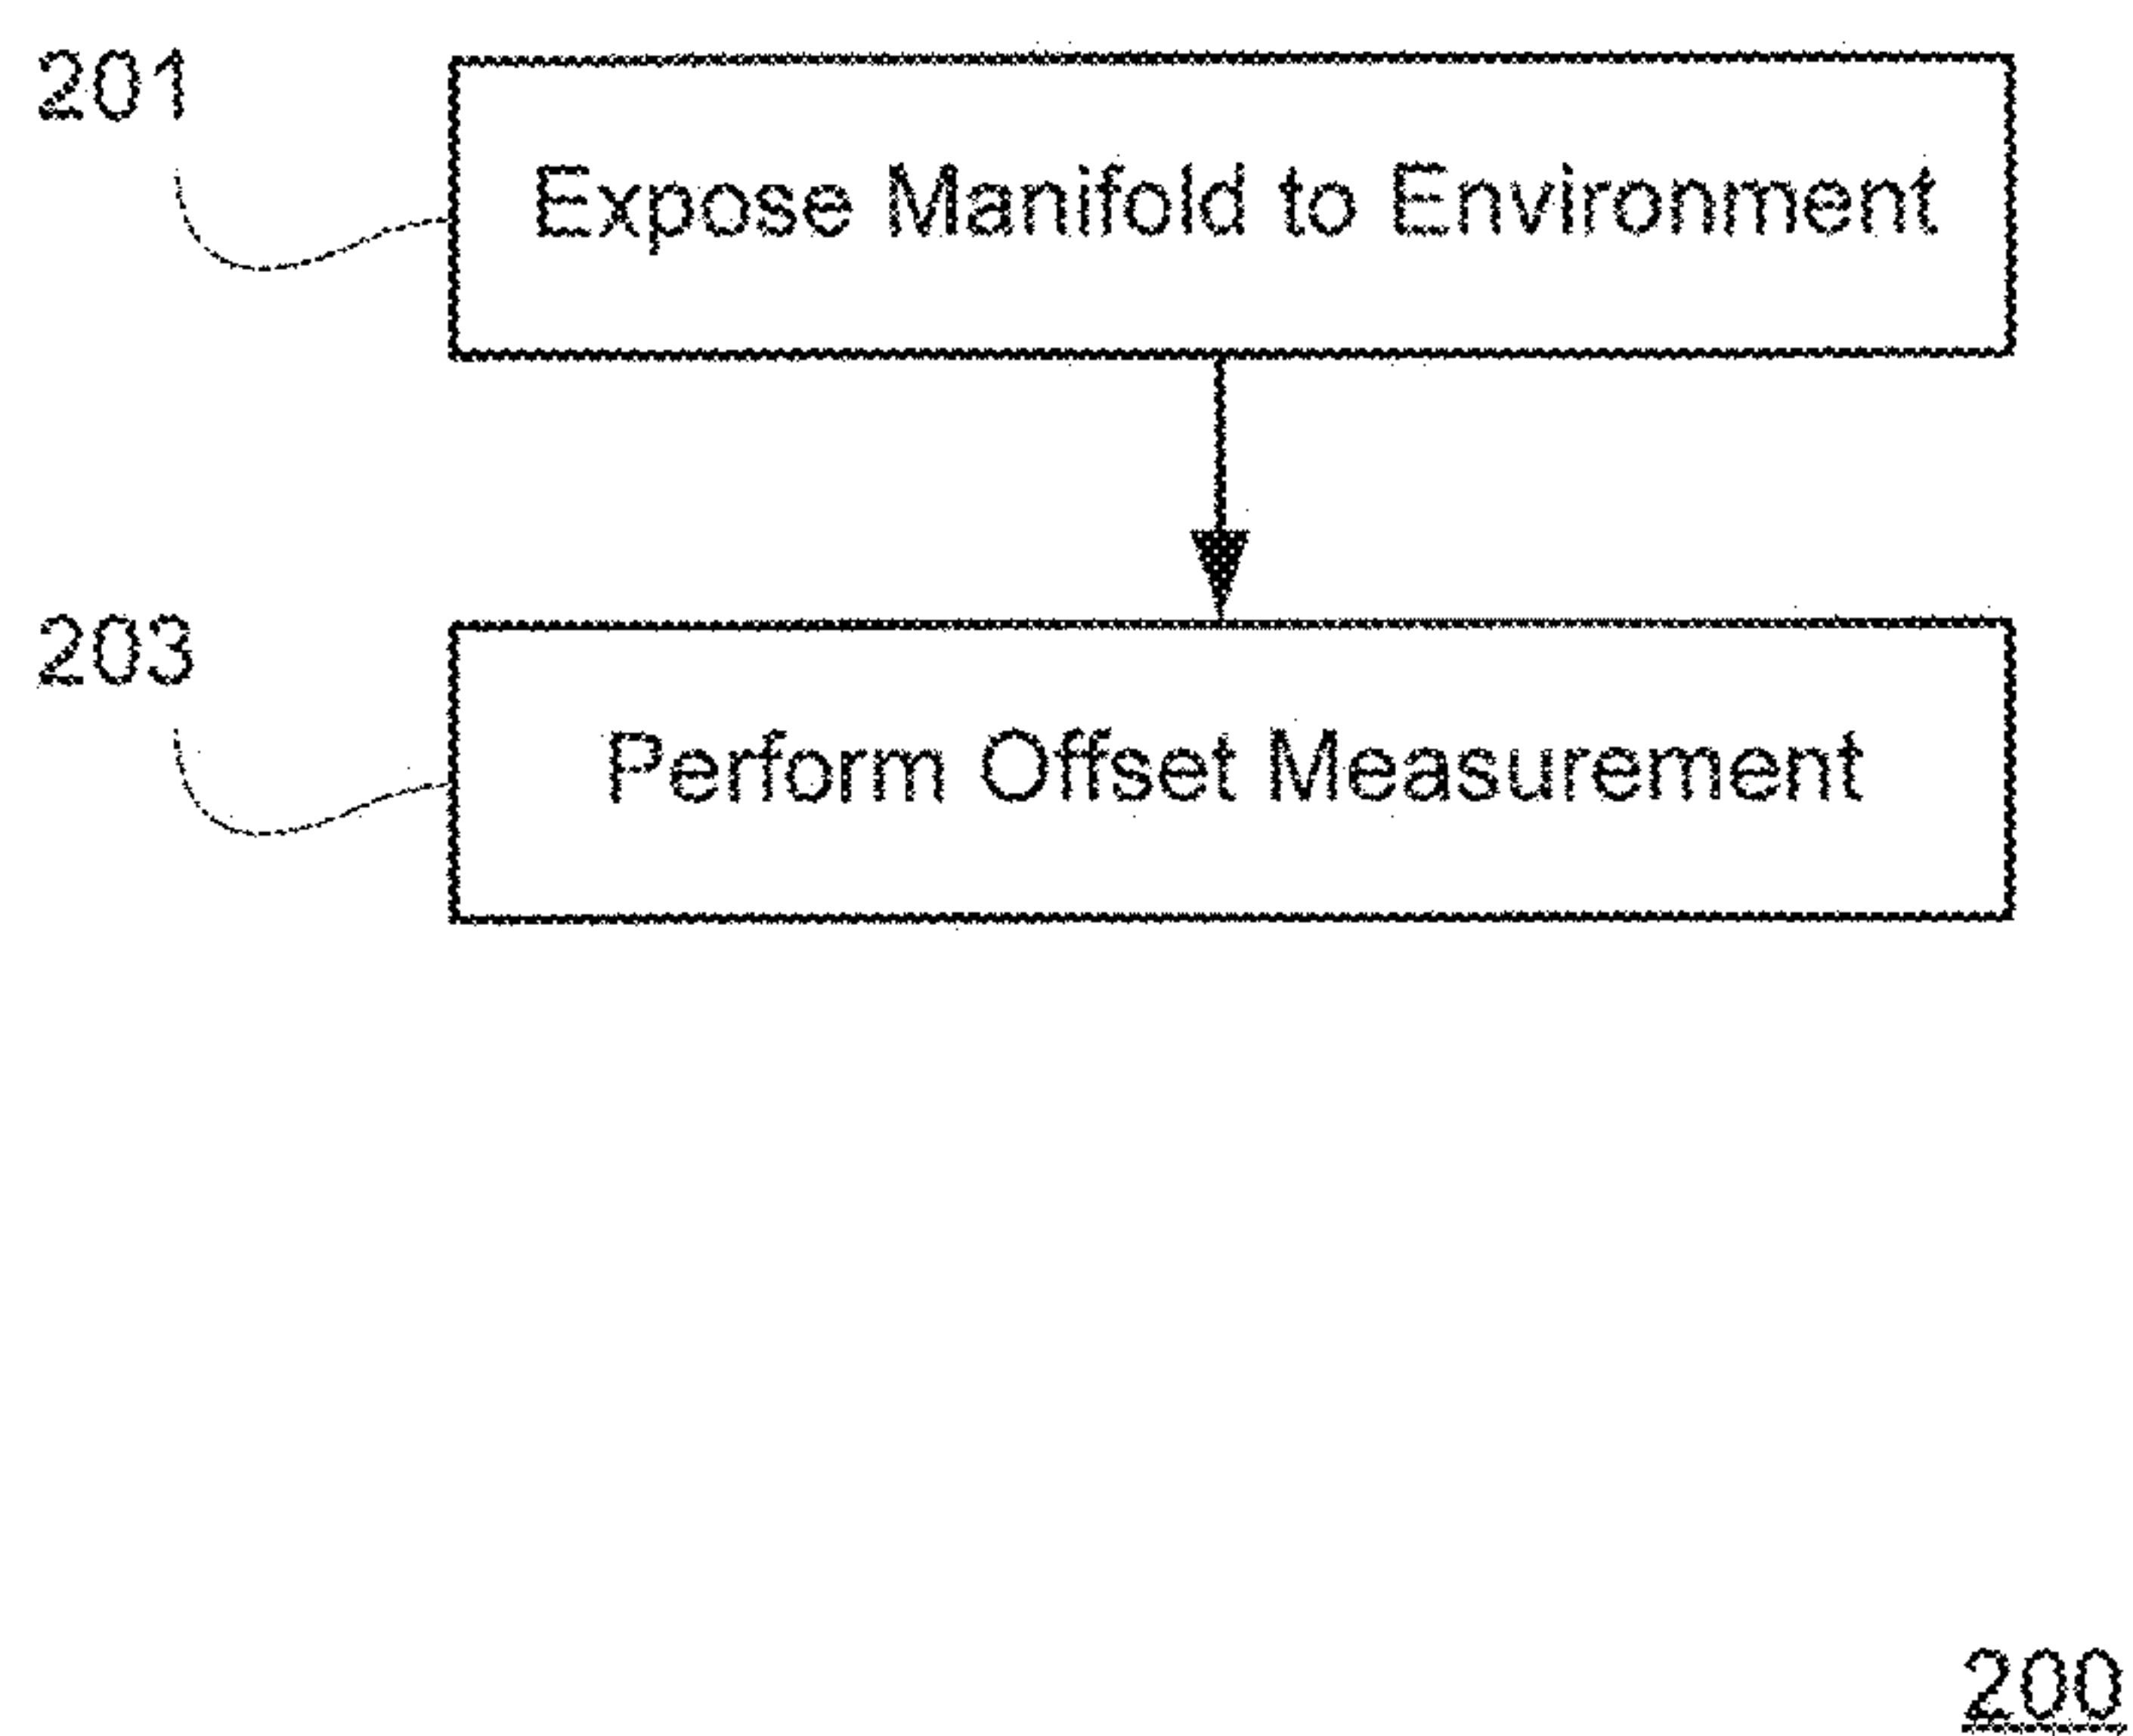 201
Expose Manifold to Environment
203
Perform Offset Measurement
200